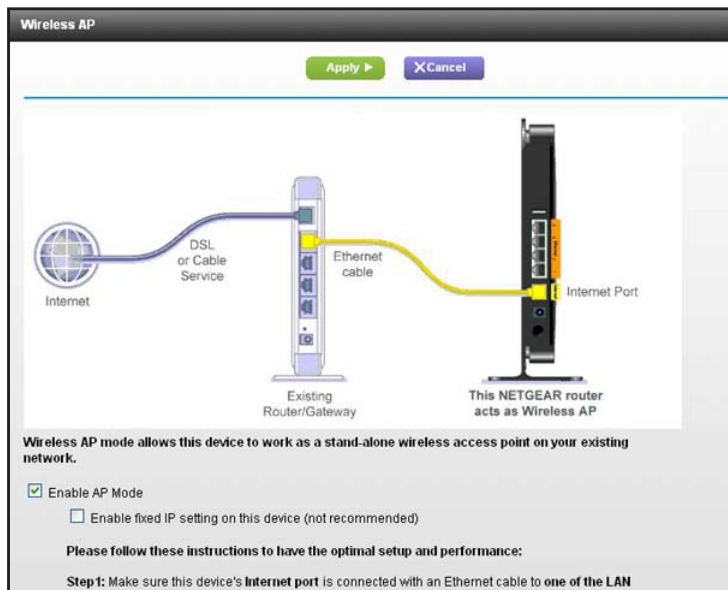 Wireless AP
Apply
Cancel
DSL
or Cable
Service
Ethernet
cable
Internet
Internet Port
Existing
Router/Gateway
This NETGEAR router
acts as Wireless AP
Wireless AP mode allows this device to work as a stand-alone wireless access point on your existing
network.
Enable AP Mode
Enable fixed IP setting on this device (not recommended)
Please follow these instructions to have the optimal setup and performance:
Step1: Make sure this device's Internet port is connected with an Ethernet cable to one of the LAN